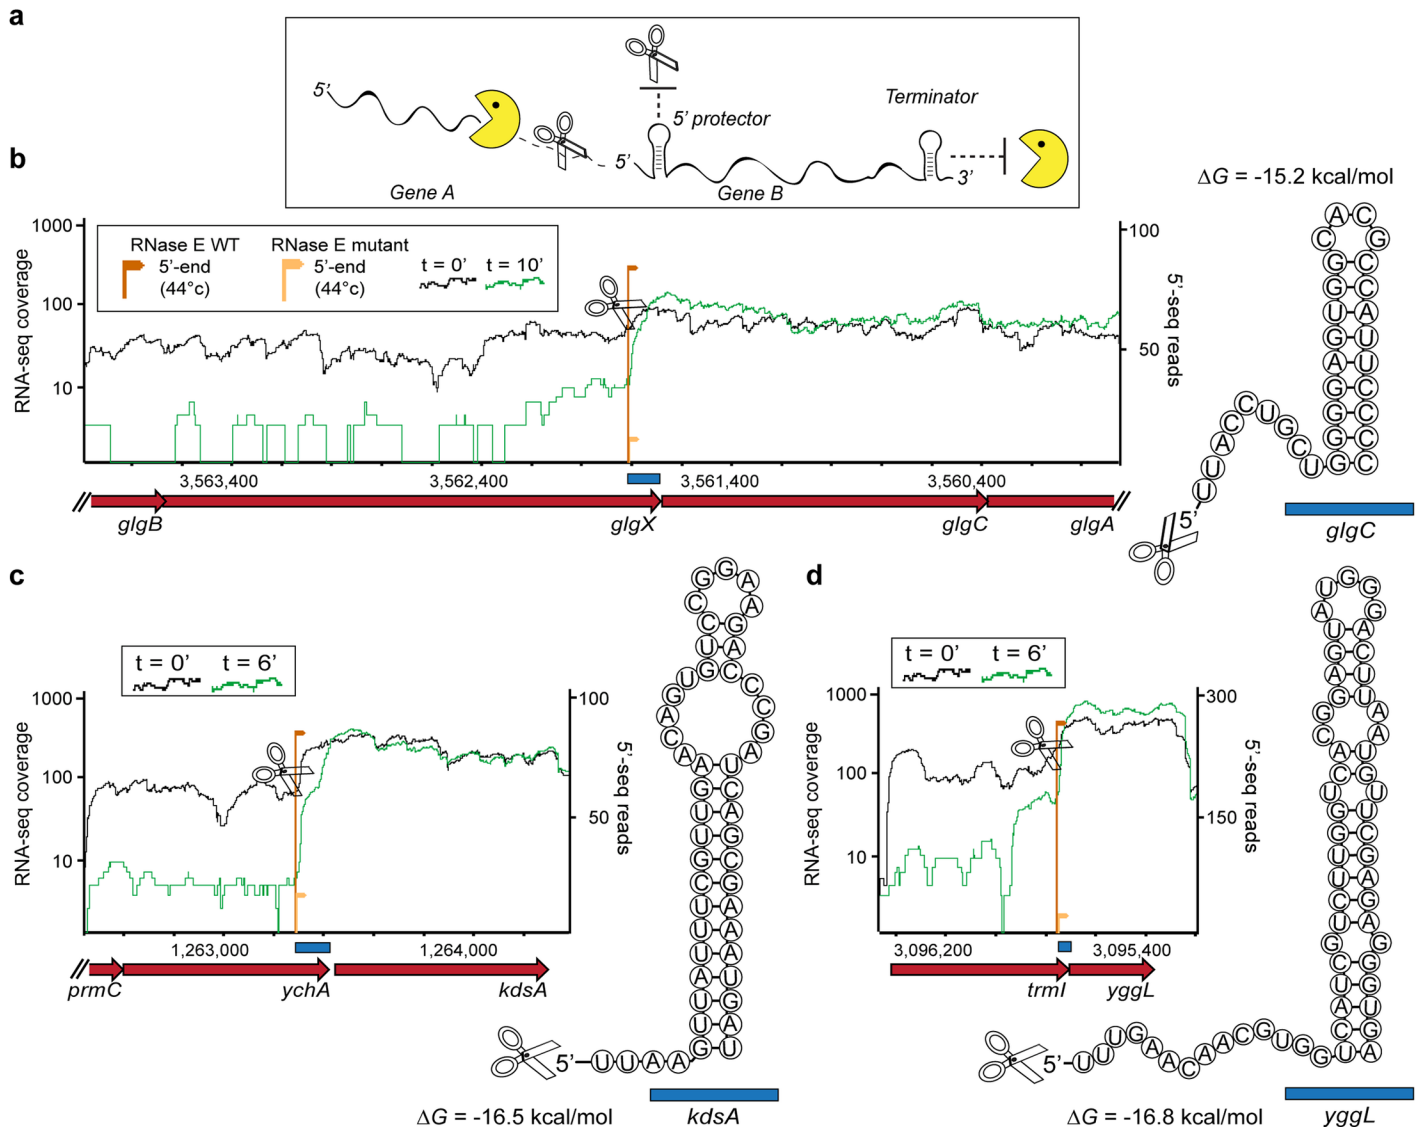 a
5’
5’ protector
Terminator
5’
3’
Gene A
Gene B
b
RNA-seq coverage
1000
100
10
RNase E WT
5’-end
(44°c)
RNase E mutant
5’-end
(44°c)
t = 0’
t = 10’
100
50
5’-seq reads
3,563,400
3,562,400
3,561,400
3,560,400
glgB
glgX
glgC
glgA
ΔG = -15.2 kcal/mol
5’
UUACCUGCUGGGGGAGUGGCACGCCAUUCCCC
glgC
c
t = 0’
t = 6’
RNA-seq coverage
1000
100
10
100
50
5’-seq reads
1,263,000
1,264,000
prmC
ychA
kdsA
5’
UUAAGUUAUUUCGUUGAACAGUGUCCGGAAGACCCGAUCAGCGAAAUGAU
ΔG = -16.5 kcal/mol
kdsA
d
t = 0’
t = 6’
RNA-seq coverage
1000
100
10
300
150
5’-seq reads
3,096,200
3,095,400
trmI
yggL
5’
UUUGAACAACGUGGUCAUCGUCUUGGUCACGGAGUAUGGGACUUAAUGUUCGAGAGGGUGA
ΔG = -16.8 kcal/mol
yggL